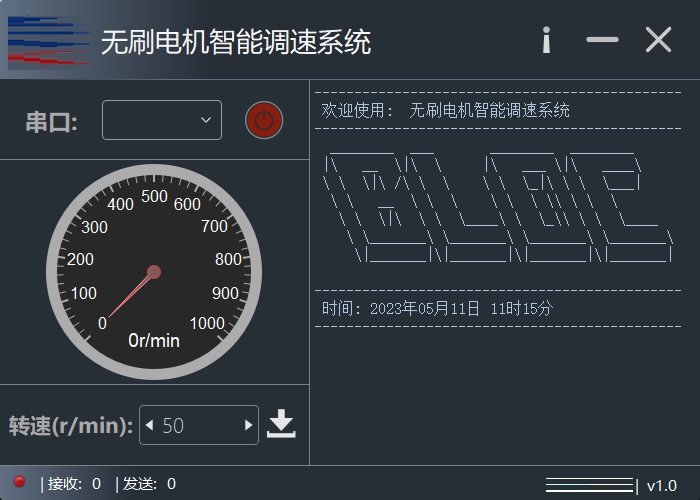 无刷电机智能调速系统
串口:
欢迎使用: 无刷电机智能调速系统
0
100
200
300
400
500
600
700
800
900
1000
0r/min
时间: 2023年05月11日 11时15分
转速(r/min):
50
| 接收: 0 | 发送: 0
| v1.0